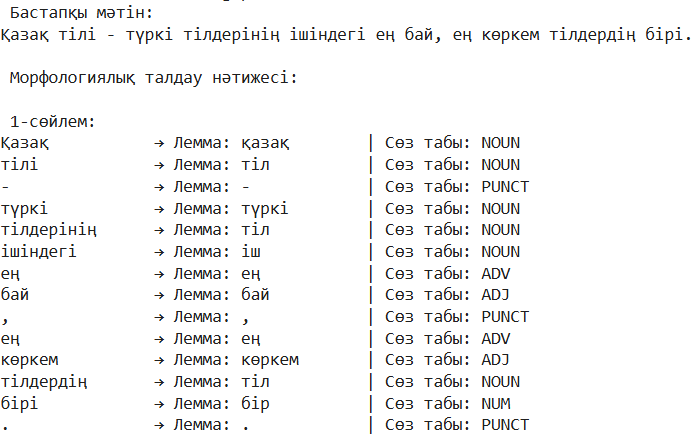 Бастапқы мәтін:
Қазақ тілі - түркі тілдерінің ішіндегі ең бай, ең көркем тілдердің бірі.
Морфологиялық талдау нәтижесі:
1-сөйлем:
Қазақ → Лемма: қазақ | Сөз табы: NOUN
тілі → Лемма: тіл | Сөз табы: NOUN
- → Лемма: - | Сөз табы: PUNCT
түркі → Лемма: түркі | Сөз табы: NOUN
тілдерінің → Лемма: тіл | Сөз табы: NOUN
ішіндегі → Лемма: іш | Сөз табы: NOUN
ең → Лемма: ең | Сөз табы: ADV
бай → Лемма: бай | Сөз табы: ADJ
, → Лемма: , | Сөз табы: PUNCT
ең → Лемма: ең | Сөз табы: ADV
көркем → Лемма: көркем | Сөз табы: ADJ
тілдердің → Лемма: тіл | Сөз табы: NOUN
бірі → Лемма: бір | Сөз табы: NUM
. → Лемма: . | Сөз табы: PUNCT